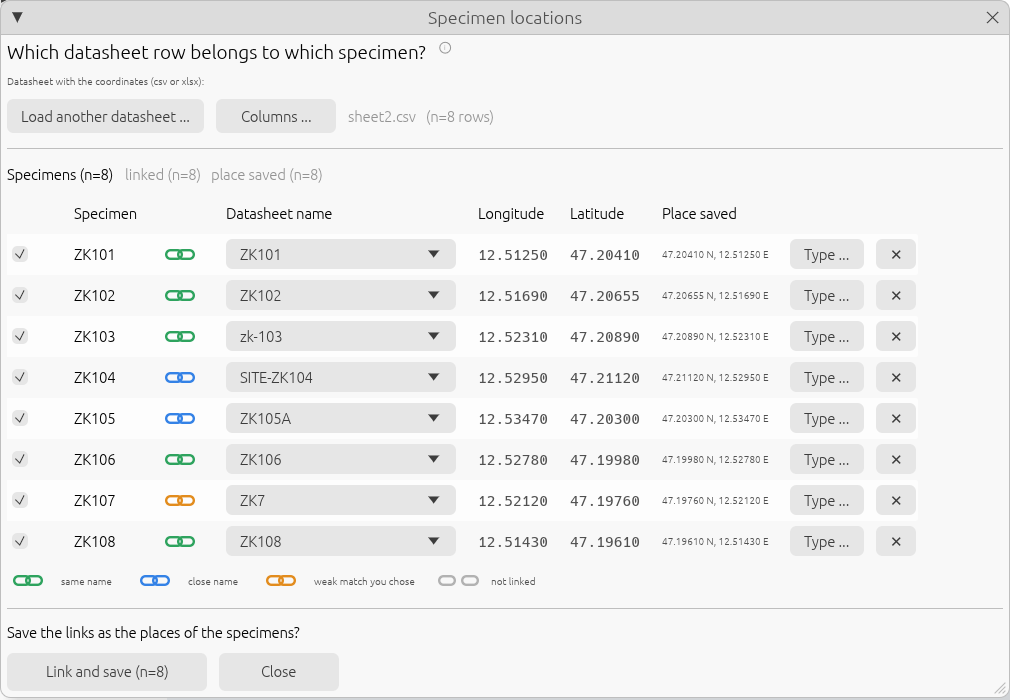 Specimen locations
Which datasheet row belongs to which specimen?
Datasheet with the coordinates (csv or xlsx):
Load another datasheet ... Columns ... sheet2.csv (n=8 rows)
Specimens (n=8) linked (n=8) place saved (n=8)
Specimen Datasheet name Longitude Latitude Place saved
ZK101 ZK101 12.51250 47.20410 47.20410 N, 12.51250 E Type ...
ZK102 ZK102 12.51690 47.20655 47.20655 N, 12.51690 E Type ...
ZK103 zk-103 12.52310 47.20890 47.20890 N, 12.52310 E Type ...
ZK104 SITE-ZK104 12.52950 47.21120 47.21120 N, 12.52950 E Type ...
ZK105 ZK105A 12.53470 47.20300 47.20300 N, 12.53470 E Type ...
ZK106 ZK106 12.52780 47.19980 47.19980 N, 12.52780 E Type ...
ZK107 ZK7 12.52120 47.19760 47.19760 N, 12.52120 E Type ...
ZK108 ZK108 12.51430 47.19610 47.19610 N, 12.51430 E Type ...
same name close name weak match you chose not linked
Save the links as the places of the specimens?
Link and save (n=8) Close